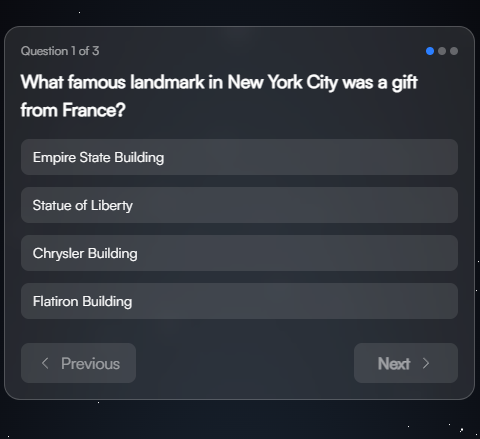 Question 1 of 3
What famous landmark in New York City was a gift
from France?
Empire State Building
Statue of Liberty
Chrysler Building
Flatiron Building
Previous
Next